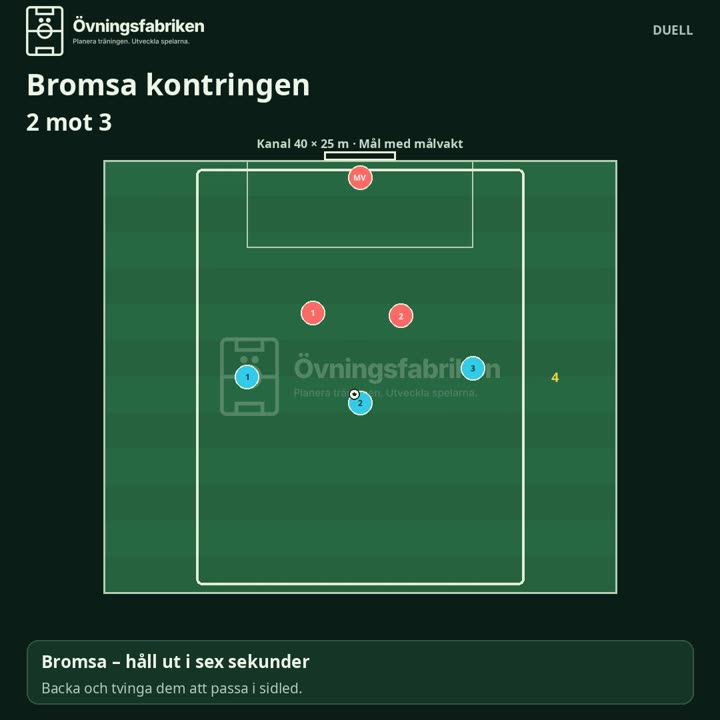 Övningsfabriken
Planera träningen. Utveckla spelarna.
DUELL
Bromsa kontringen
2 mot 3
Kanal 40 × 25 m · Mål med målvakt
MV
1
2
Övningsfabriken
1
3
4
Planera trä en. Utveckla spelarna.
2
Bromsa – håll ut i sex sekunder
Backa och tvinga dem att passa i sidled.